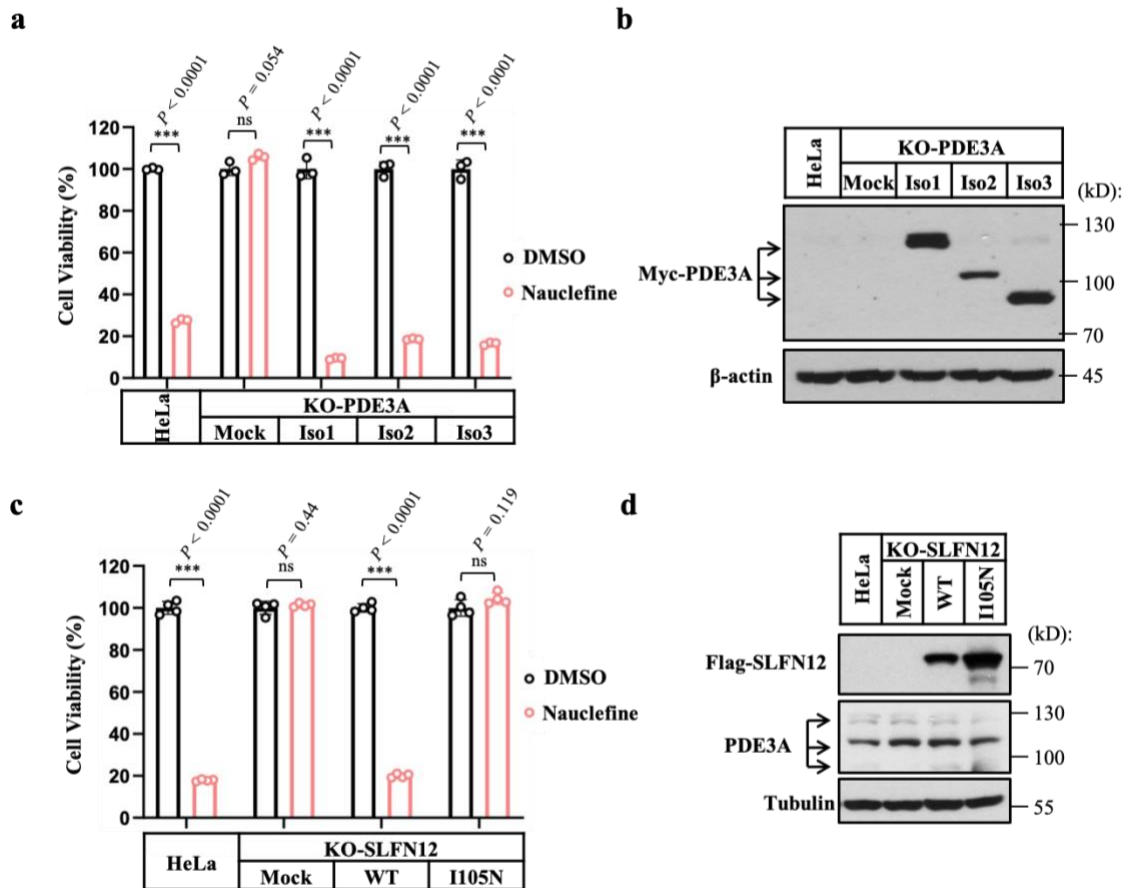 a
P < 0.0001
P = 0.054
P < 0.0001
P < 0.0001
P < 0.0001
***
ns
***
***
***
Cell Viability (%)
120
100
80
60
40
20
0
DMSO
Nauclefine
HeLa
KO-PDE3A
Mock Iso1 Iso2 Iso3
b
HeLa
KO-PDE3A
Mock Iso1 Iso2 Iso3
(kD):
Myc-PDE3A
130
100
70
β-actin
45
c
P < 0.0001
P = 0.44
P < 0.0001
P = 0.119
***
ns
***
ns
Cell Viability (%)
120
100
80
60
40
20
0
DMSO
Nauclefine
HeLa
KO-SLFN12
Mock WT I105N
d
HeLa
KO-SLFN12
Mock
WT
I105N
(kD):
Flag-SLFN12
70
PDE3A
130
100
Tubulin
55